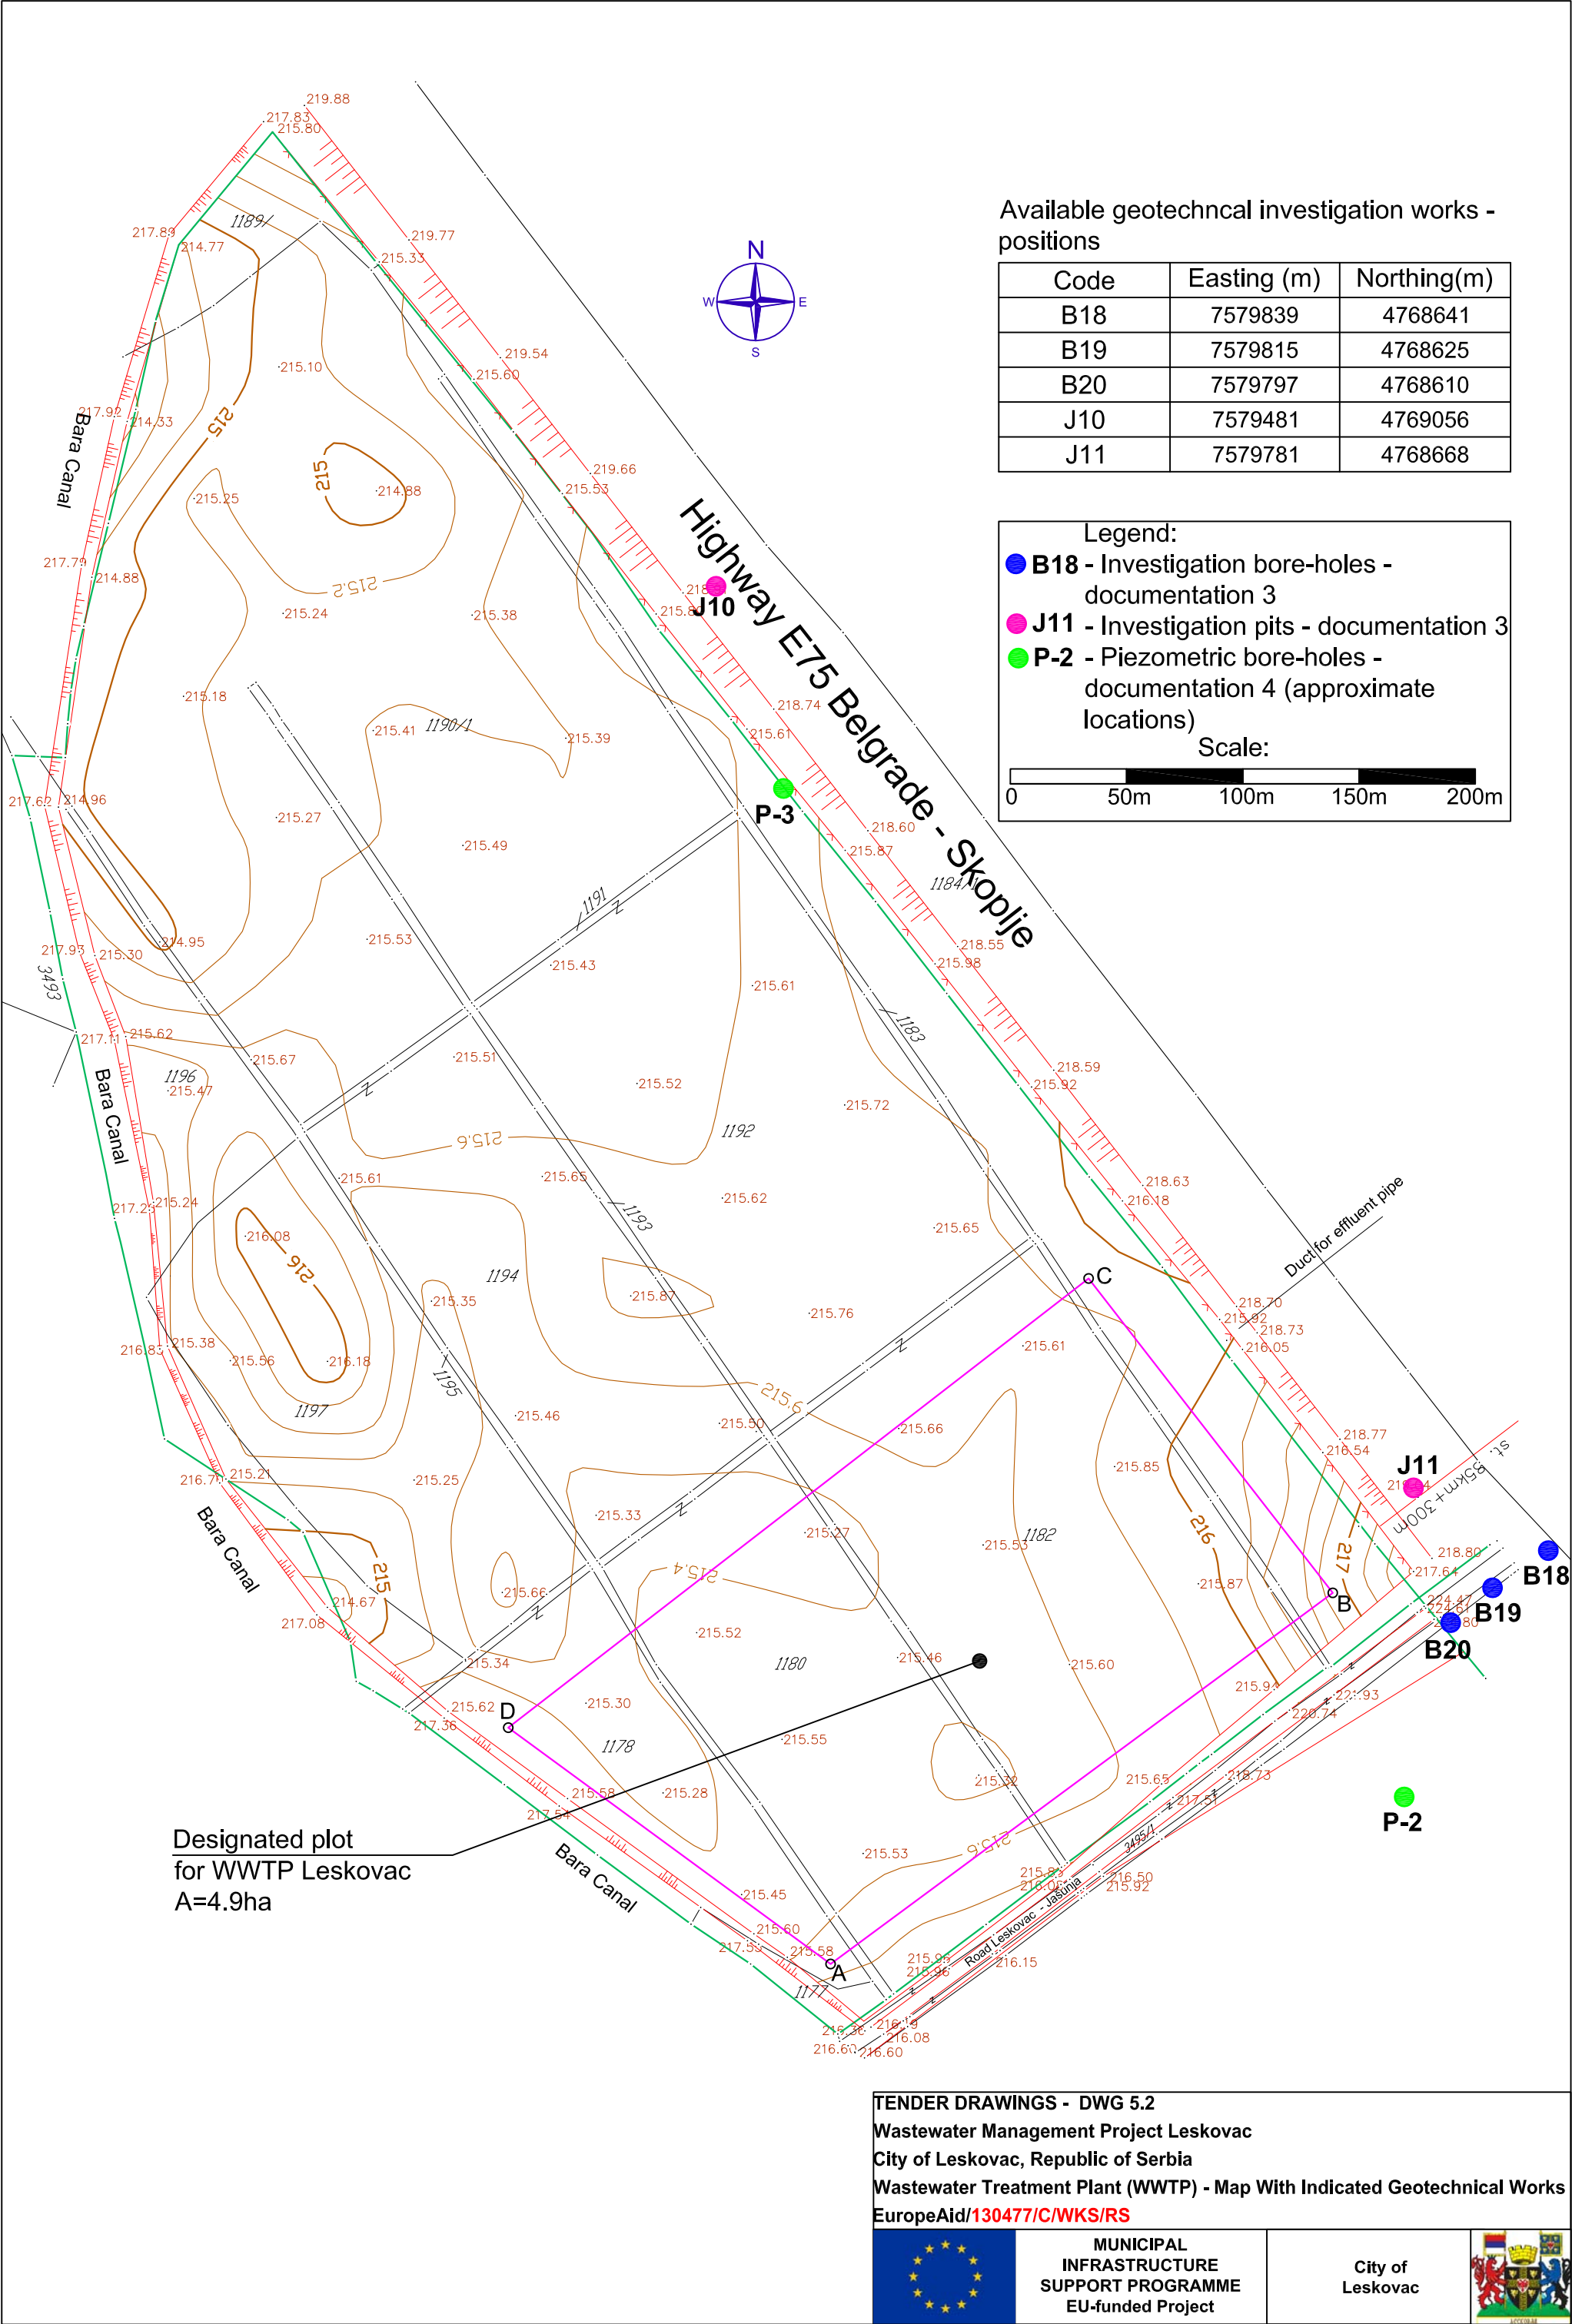 219.88
217.83
215.80
1189/
217.89
214.77
219.77
215.33
N
W
E
S
219.54
215.60
215.10
217.92
214.33
Bara Canal
215
215
214.88
215.25
219.66
215.53
217.79
214.88
215.2
215.24
215.38
J10
Highway E75 Belgrade - Skoplje
215.18
215.41
1190/1
215.39
218.74
215.61
217.62
214.96
215.27
P-3
218.60
215.87
215.49
1184/1
1191
217.93
215.30
214.95
215.53
215.43
218.55
215.98
3493
215.61
217.11
215.62
215.67
215.51
1183
1196
215.47
215.52
218.59
215.92
215.72
Bara Canal
215.6
1192
215.61
215.65
215.62
218.63
216.18
215.24
1193
215.65
216.08
216
1194
Duct for effluent pipe
C
215.35
215.87
215.76
218.70
215.92
218.73
216.05
216.83
215.38
215.56
216.18
1195
215.61
1197
215.46
215.6
215.50
215.66
218.77
216.54
J11
st. 85km+300m
215.21
215.25
215.85
Bara Canal
215.33
215.27
1182
216
215.53
217
218.80
217.64
B18
215
215.4
214.67
215.66
215.87
B
B19
217.08
224.47
B20
215.52
215.34
1180
215.46
215.60
D
215.62
217.36
215.30
215.94
221.93
220.74
1178
215.55
215.58
217.54
215.28
215.32
215.65
218.73
217.51
P-2
Designated plot
for WWTP Leskovac
A=4.9ha
Bara Canal
215.53
215.6
3495/1
216.50
215.92
215.45
Road Leskovac - Jašunja
215.60
215.58
A
216.15
1177
216.08
216.60
216.60
Available geotechncal investigation works -
positions
Code Easting (m) Northing(m)
B18 7579839 4768641
B19 7579815 4768625
B20 7579797 4768610
J10 7579481 4769056
J11 7579781 4768668
Legend:
B18 - Investigation bore-holes -
documentation 3
J11 - Investigation pits - documentation 3
P-2 - Piezometric bore-holes -
documentation 4 (approximate
locations)
Scale:
0 50m 100m 150m 200m
TENDER DRAWINGS - DWG 5.2
Wastewater Management Project Leskovac
City of Leskovac, Republic of Serbia
Wastewater Treatment Plant (WWTP) - Map With Indicated Geotechnical Works
EuropeAid/130477/C/WKS/RS
MUNICIPAL
INFRASTRUCTURE
SUPPORT PROGRAMME
EU-funded Project
City of
Leskovac